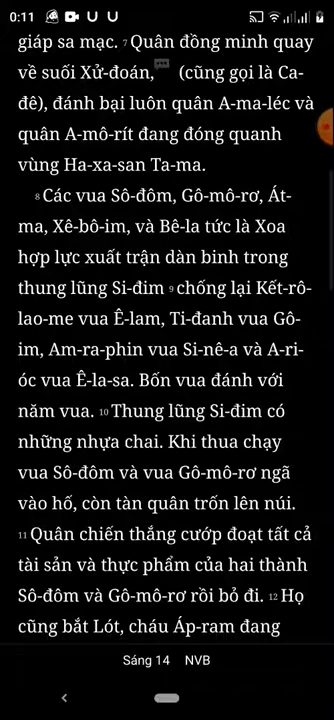 0:11
giáp sa mạc. 7 Quân đồng minh quay
về suối Xử-đoán, (cũng gọi là Ca-
đê), đánh bại luôn quân A-ma-léc và
quân A-mô-rít đang đóng quanh
vùng Ha-xa-san Ta-ma.
8 Các vua Sô-đôm, Gô-mô-rơ, Át-
ma, Xê-bô-im, và Bê-la tức là Xoa
hợp lực xuất trận dàn binh trong
thung lũng Si-đim 9 chống lại Kết-rô-
lao-me vua Ê-lam, Ti-đanh vua Gô-
im, Am-ra-phin vua Si-nê-a và A-ri-
óc vua Ê-la-sa. Bốn vua đánh với
năm vua. 10 Thung lũng Si-đim có
những nhựa chai. Khi thua chạy
vua Sô-đôm và vua Gô-mô-rơ ngã
vào hố, còn tàn quân trốn lên núi.
11 Quân chiến thắng cướp đoạt tất cả
tài sản và thực phẩm của hai thành
Sô-đôm và Gô-mô-rơ rồi bỏ đi. 12 Họ
cũng bắt Lót, cháu Áp-ram đang
Sáng 14 NVB